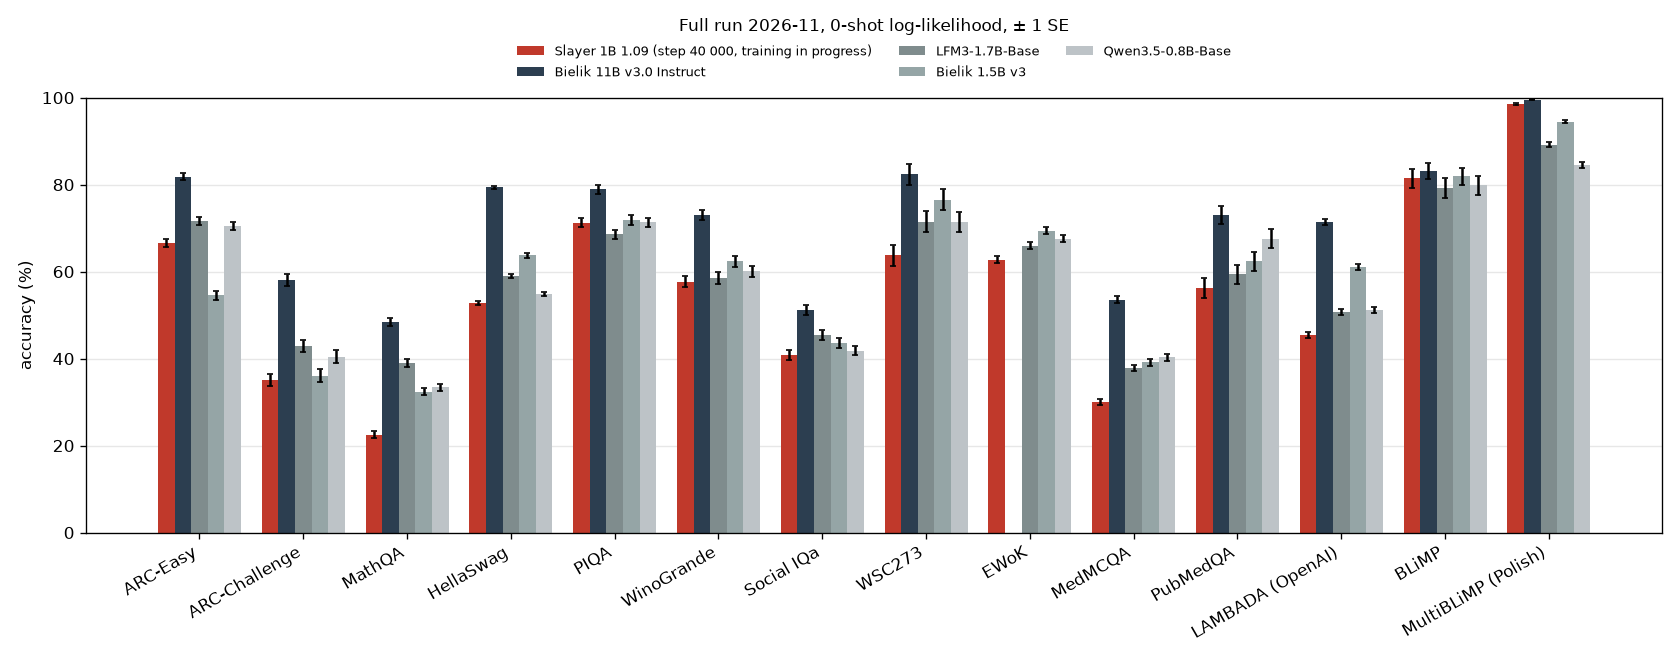 Full run 2026-11, 0-shot log-likelihood, ± 1 SE
Slayer 1B 1.09 (step 40 000, training in progress)
Bielik 11B v3.0 Instruct
LFM3-1.7B-Base
Bielik 1.5B v3
Qwen3.5-0.8B-Base
accuracy (%)
100
80
60
40
20
0
ARC-Easy
ARC-Challenge
MathQA
HellaSwag
PIQA
WinoGrande
Social IQa
WSC273
EWoK
MedMCQA
PubMedQA
LAMBADA (OpenAI)
BLiMP
MultiBLiMP (Polish)